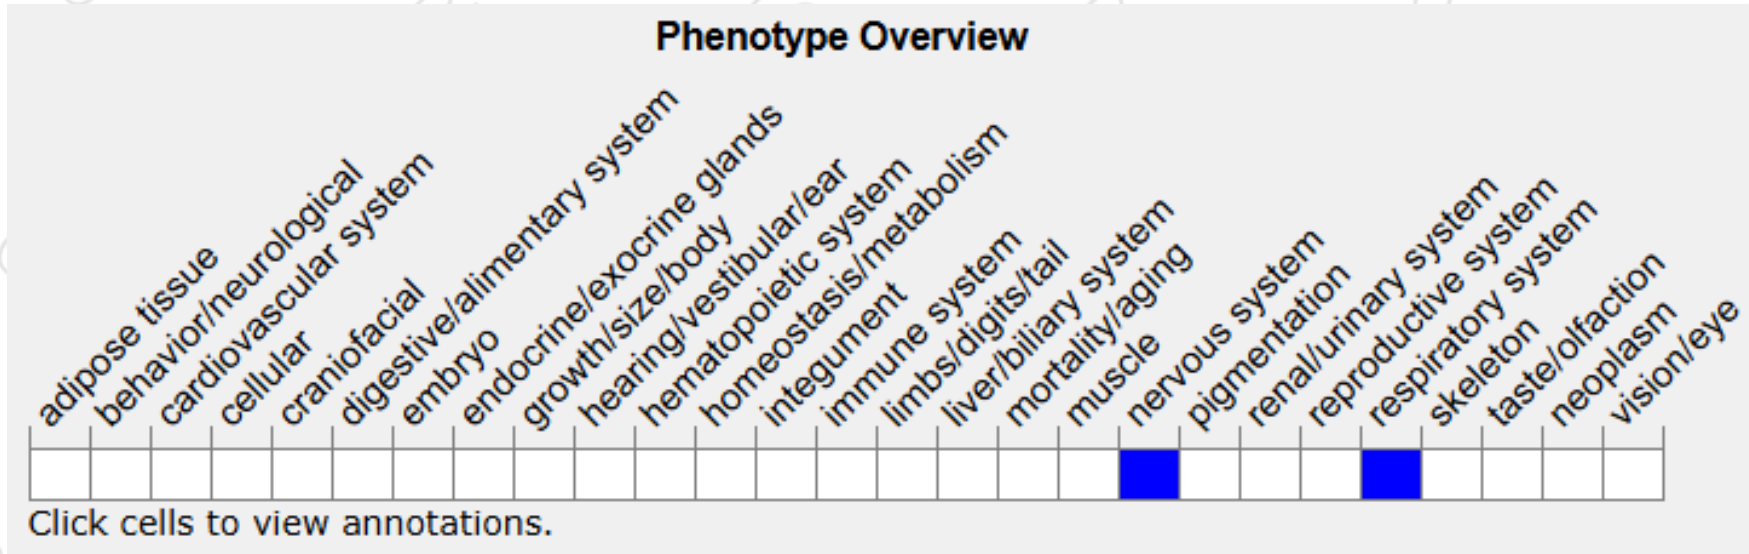 Phenotype Overview
adipose tissue
behavior/neurological
cardiovascular system
cellular
craniofacial
digestive/alimentary system
embryo
endocrine/exocrine glands
growth/size/body
hearing/vestibular/ear
hematopoietic system
homeostasis/metabolism
integument
immune system
limbs/digits/tail
liver/biliary system
mortality/aging
muscle
nervous system
pigmentation
renal/urinary system
reproductive system
respiratory system
skeleton
taste/olfaction
neoplasm
vision/eye
Click cells to view annotations.